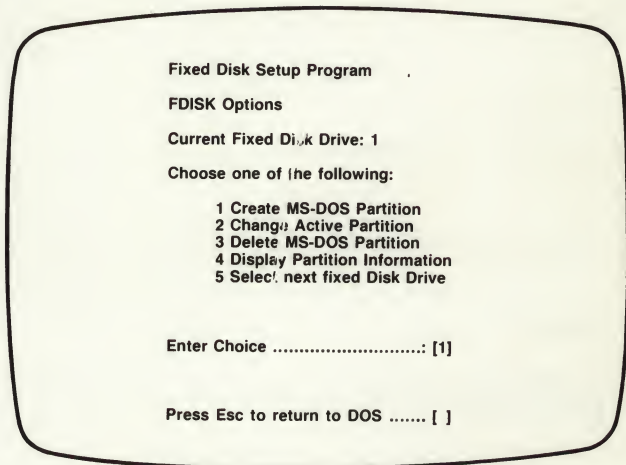 Fixed Disk Setup Program
FDISK Options
Current Fixed Disk Drive: 1
Choose one of the following:
1 Create MS-DOS Partition
2 Change Active Partition
3 Delete MS-DOS Partition
4 Display Partition Information
5 Select next fixed Disk Drive
Enter Choice ............................: [1]
Press Esc to return to DOS ....... [ ]